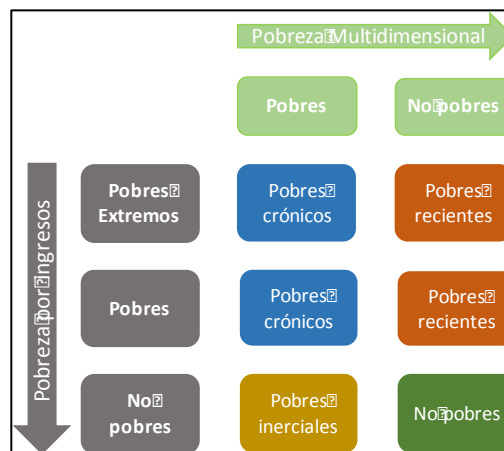 Pobreza Multidimensional
Pobres
No pobres
Pobreza por Ingresos
Pobres
Extremos
Pobres
crónicos
Pobres
recientes
Pobres
Pobres
crónicos
Pobres
recientes
No
pobres
Pobres
inerciales
No pobres